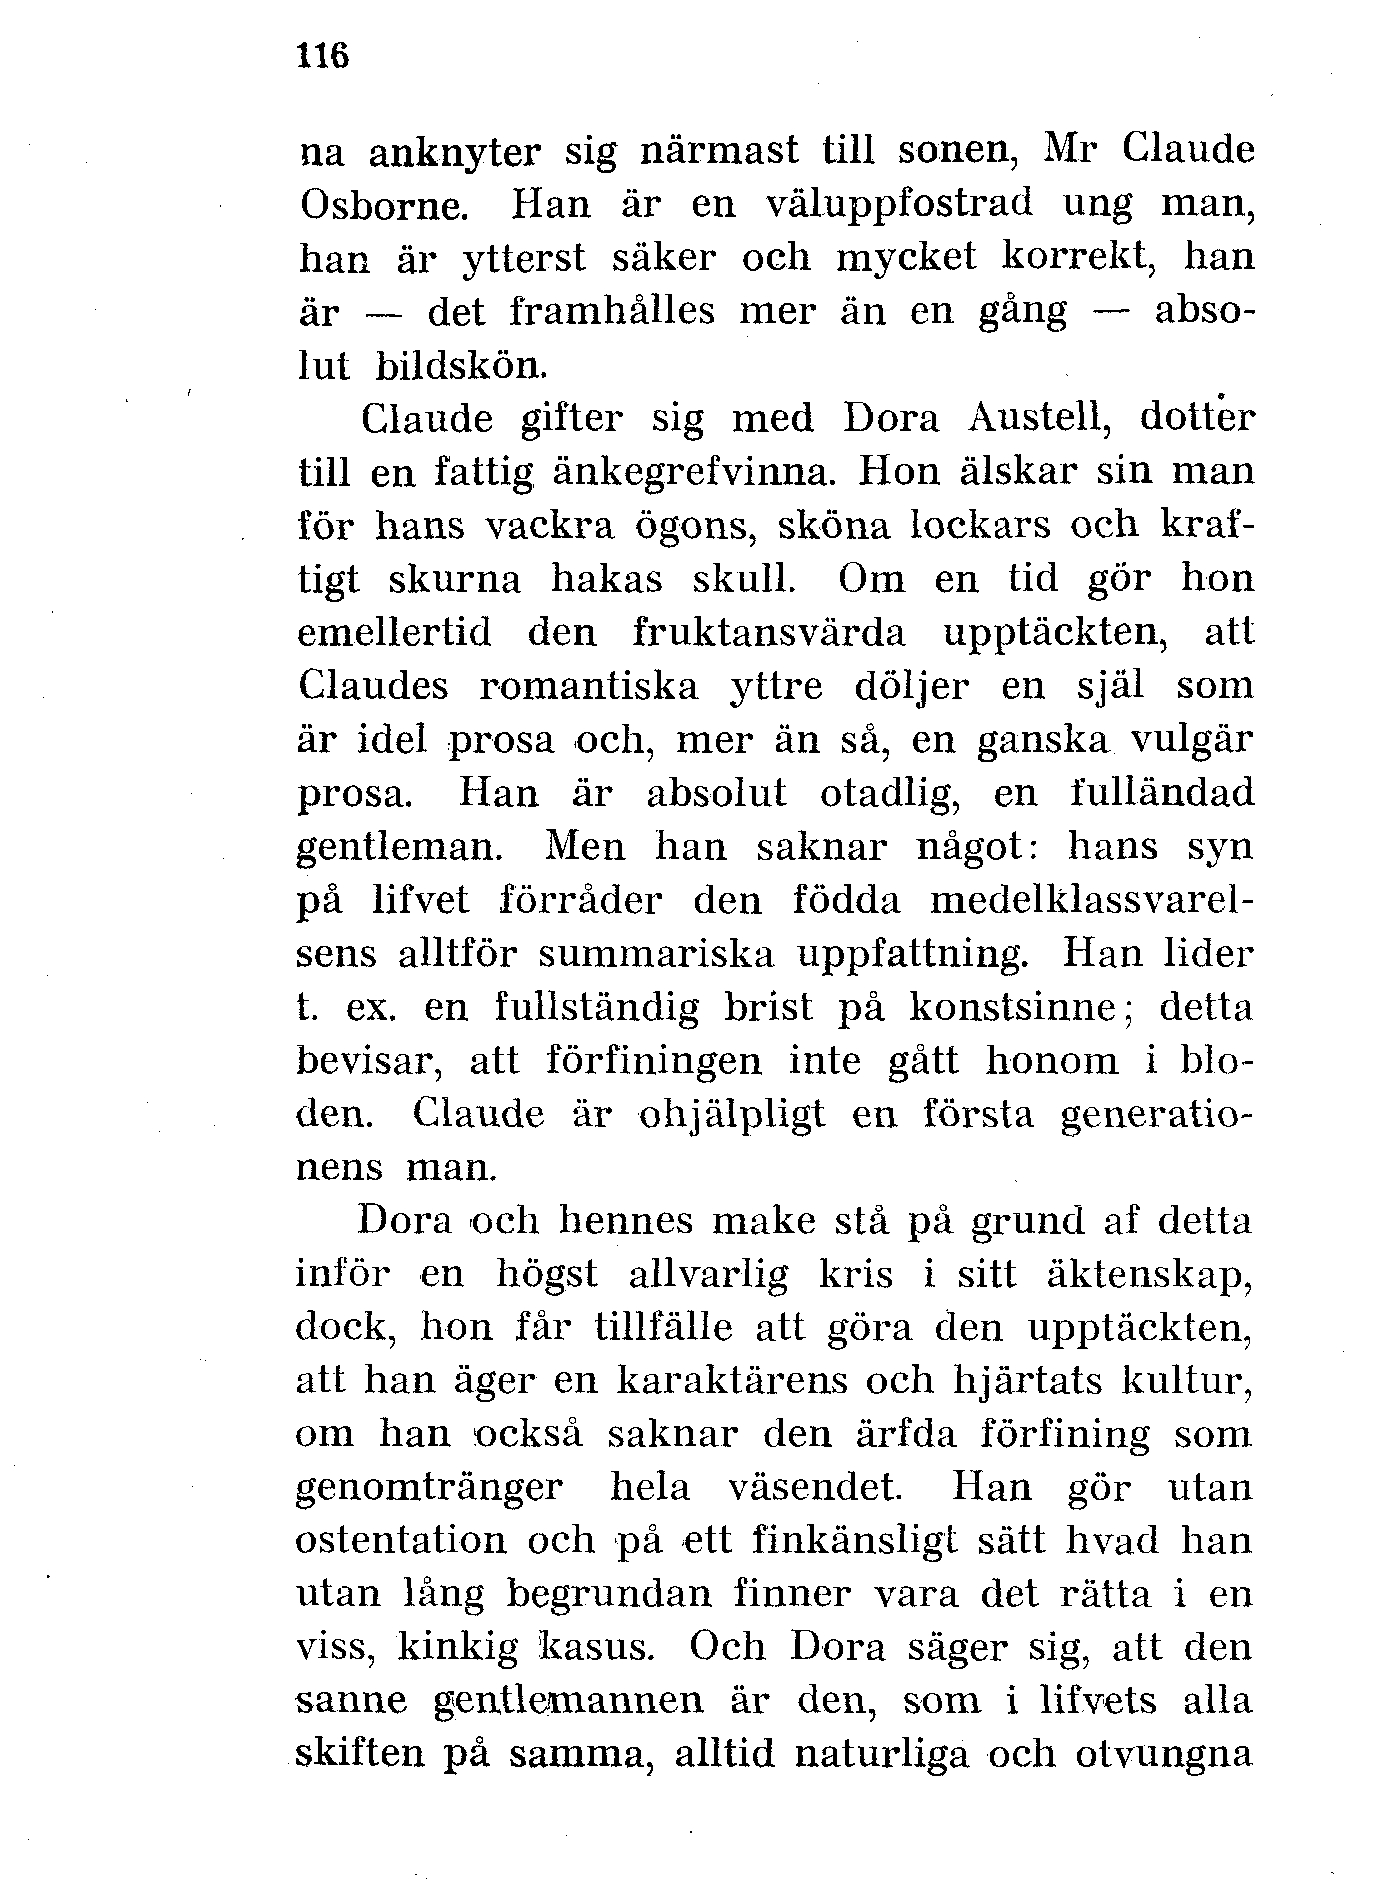 116
na anknyter sig närmast till sonen, Mr Claude
Osborne. Han är en väluppfostrad ung man,
han är ytterst säker och mycket korrekt, han
är — det framhålles mer än en gång — abso-
lut bildskön.
Claude gifter sig med Dora Austell, dotter
till en fattig änkegrefvinna. Hon älskar sin man
för hans vackra ögons, sköna lockars och kraf-
tigt skurna hakas skull. Om en tid gör hon
emellertid den fruktansvärda upptäckten, att
Claudes romantiska yttre döljer en själ som
är idel prosa och, mer än så, en ganska vulgär
prosa. Han är absolut otadlig, en fulländad
gentleman. Men han saknar något: hans syn
på lifvet förråder den födda medelklassvarel-
sens alltför summariska uppfattning. Han lider
t. ex. en fullständig brist på konstsinne; detta
bevisar, att förfiningen inte gått honom i blo-
den. Claude är ohjälpligt en första generatio-
nens man.
Dora och hennes make stå på grund af detta
inför en högst allvarlig kris i sitt äktenskap,
dock, hon får tillfälle att göra den upptäckten,
att han äger en karaktärens och hjärtats kultur,
om han också saknar den ärfda förfining som
genomtränger hela väsendet. Han gör utan
ostentation och på ett finkänsligt sätt hvad han
utan lång begrundan finner vara det rätta i en
viss, kinkig kasus. Och Dora säger sig, att den
sanne gentlemannen är den, som i lifvets alla
skiften på samma, alltid naturliga och otvungna